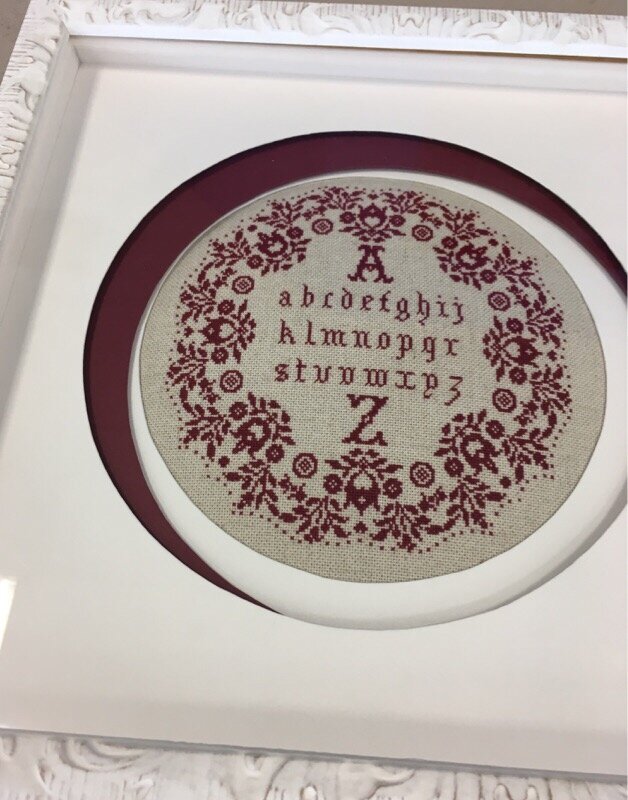 A
abcdefghij
klmnopqr
stuvwxyz
Z